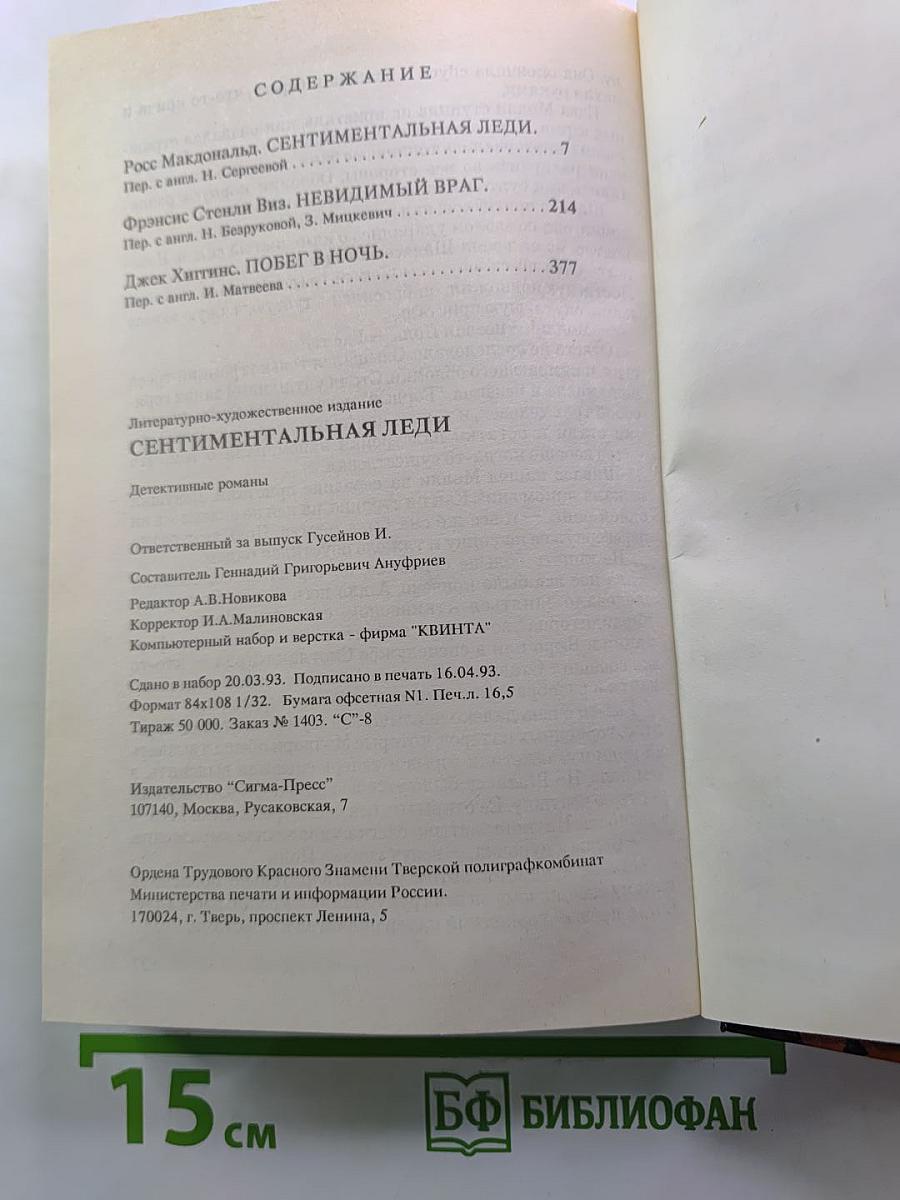 СОДЕРЖАНИЕ
Росс Макдональд. СЕНТИМЕНТАЛЬНАЯ ЛЕДИ.
Пер. с англ. Н. Сергеевой . . . . . . . . . . . . . . . . . . . . . . . . . . . . . 7
Фрэнсис Стенли Виз. НЕВИДИМЫЙ ВРАГ.
Пер. с англ. Н. Безруковой, З. Мицкевич . . . . . . . . . . . . . . . . 214
Джек Хиггинс. ПОБЕГ В НОЧЬ.
Пер. с англ. И. Матвеева . . . . . . . . . . . . . . . . . . . . . . . . . . . . 377
Литературно-художественное издание
СЕНТИМЕНТАЛЬНАЯ ЛЕДИ
Детективные романы
Ответственный за выпуск Гусейнов И.
Составитель Геннадий Григорьевич Ануфриев
Редактор А.В.Новикова
Корректор И.А.Малиновская
Компьютерный набор и верстка - фирма "КВИНТА"
Сдано в набор 20.03.93. Подписано в печать 16.04.93.
Формат 84х108 1/32. Бумага офсетная N1. Печ.л. 16,5
Тираж 50 000. Заказ № 1403. “С”-8
Издательство “Сигма-Пресс”
107140, Москва, Русаковская, 7
Ордена Трудового Красного Знамени Тверской полиграфкомбинат
Министерства печати и информации России.
170024, г. Тверь, проспект Ленина, 5
15 см
БФ БИБЛИОФАН